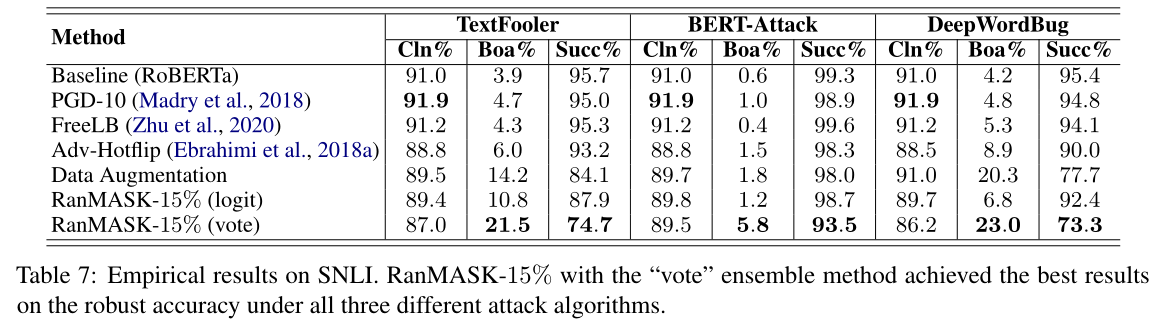 Method TextFooler BERT-Attack DeepWordBug
Cln% Boa% Succ% Cln% Boa% Succ% Cln% Boa% Succ%
Baseline (RoBERTa) 91.0 3.9 95.7 91.0 0.6 99.3 91.0 4.2 95.4
PGD-10 (Madry et al., 2018) 91.9 4.7 95.0 91.9 1.0 98.9 91.9 4.8 94.8
FreeLB (Zhu et al., 2020) 91.2 4.3 95.3 91.2 0.4 99.6 91.2 5.3 94.1
Adv-Hotflip (Ebrahimi et al., 2018a) 88.8 6.0 93.2 88.8 1.5 98.3 88.5 8.9 90.0
Data Augmentation 89.5 14.2 84.1 89.7 1.8 98.0 91.0 20.3 77.7
RanMASK-15% (logit) 89.4 10.8 87.9 89.8 1.2 98.7 89.7 6.8 92.4
RanMASK-15% (vote) 87.0 21.5 74.7 89.5 5.8 93.5 86.2 23.0 73.3
Table 7: Empirical results on SNLI. RanMASK-15% with the “vote” ensemble method achieved the best results
on the robust accuracy under all three different attack algorithms.